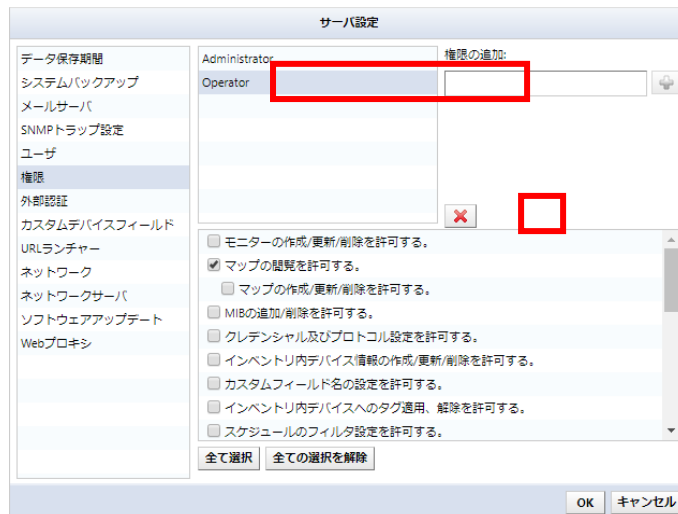 サーバ設定
データ保存期間
システムバックアップ
メールサーバ
SNMPトラップ設定
ユーザ
権限
外部認証
カスタムデバイスフィールド
URLランチャー
ネットワーク
ネットワークサーバ
ソフトウェアアップデート
Webプロキシ
Administrator
Operator
権限の追加:
モニターの作成/更新/削除を許可する。
マップの閲覧を許可する。
マップの作成/更新/削除を許可する。
MIBの追加/削除を許可する。
クレデンシャル及びプロトコル設定を許可する。
インベントリ内デバイス情報の作成/更新/削除を許可する。
カスタムフィールド名の設定を許可する。
インベントリ内デバイスへのタグ適用、解除を許可する。
スケジュールのフィルタ設定を許可する。
全て選択 全ての選択を解除
OK キャンセル